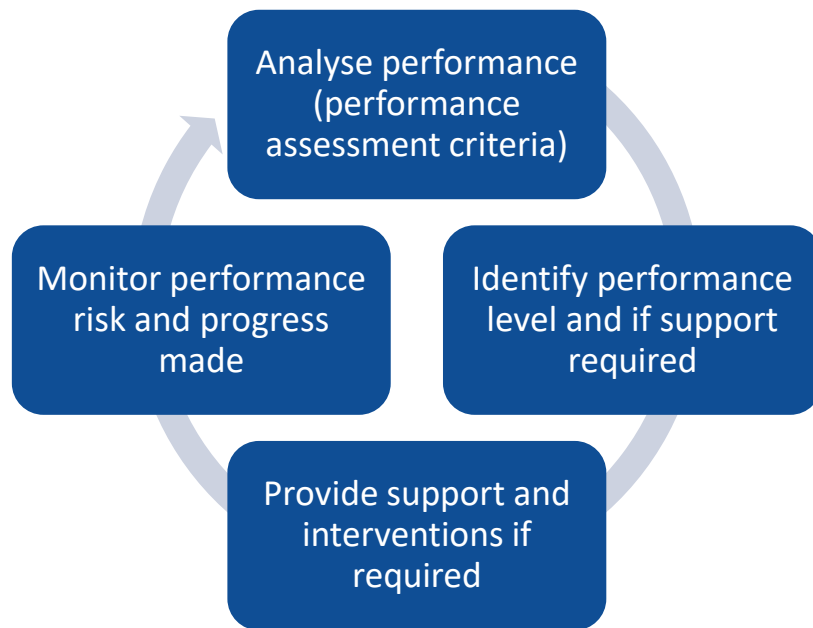 Analyse performance
(performance
assessment criteria)
Identify performance
level and if support
required
Provide support and
interventions if
required
Monitor performance
risk and progress
made